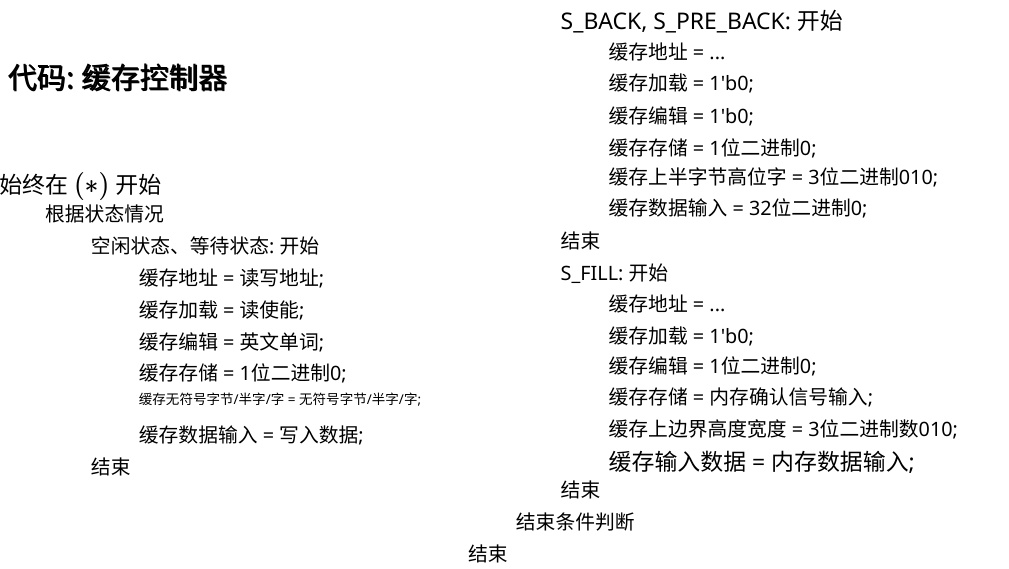 代码: 缓存控制器
始终在 (*) 开始
根据状态情况
空闲状态、等待状态: 开始
缓存地址 = 读写地址;
缓存加载 = 读使能;
缓存编辑 = 英文单词;
缓存存储 = 1位二进制0;
缓存无符号字节/半字/字 = 无符号字节/半字/字;
缓存数据输入 = 写入数据;
结束
S_BACK, S_PRE_BACK: 开始
缓存地址 = ...
缓存加载 = 1'b0;
缓存编辑 = 1'b0;
缓存存储 = 1位二进制0;
缓存上半字节高位字 = 3位二进制010;
缓存数据输入 = 32位二进制0;
结束
S_FILL: 开始
缓存地址 = ...
缓存加载 = 1'b0;
缓存编辑 = 1位二进制0;
缓存存储 = 内存确认信号输入;
缓存上边界高度宽度 = 3位二进制数010;
缓存输入数据 = 内存数据输入;
结束
结束条件判断
结束